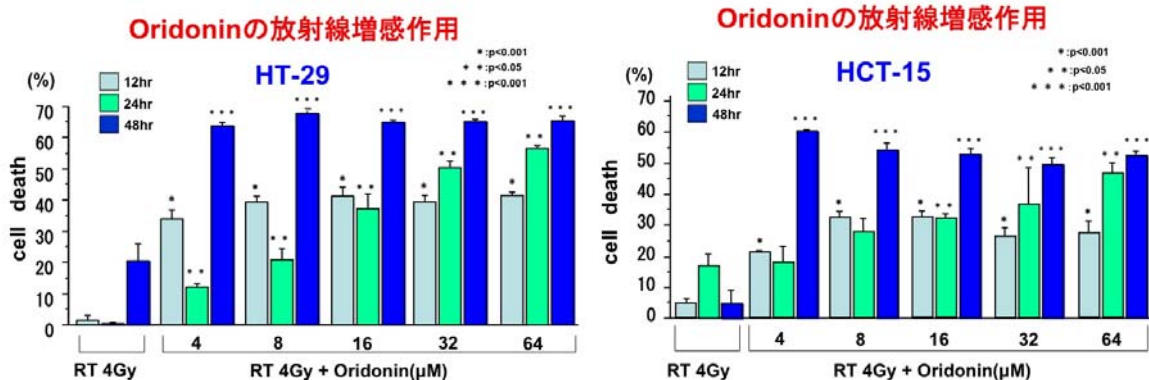 Oridoninの放射線増感作用
HT-29
*:p<0.001
* *:p<0.05
* * *:p<0.001
(%)
12hr
24hr
48hr
70
60
50
40
30
20
10
0
cell death
* * * * * * * * * * * * * * *
* * * * * * * * * * * * *
4 8 16 32 64
RT 4Gy
RT 4Gy + Oridonin(μM)
Oridoninの放射線増感作用
HCT-15
*:p<0.001
* *:p<0.05
* * *:p<0.001
(%)
12hr
24hr
48hr
70
60
50
40
30
20
10
0
cell death
* * * * * * * * * * * * * * *
* * * * * * * * * * *
4 8 16 32 64
RT 4Gy
RT 4Gy + Oridonin(μM)